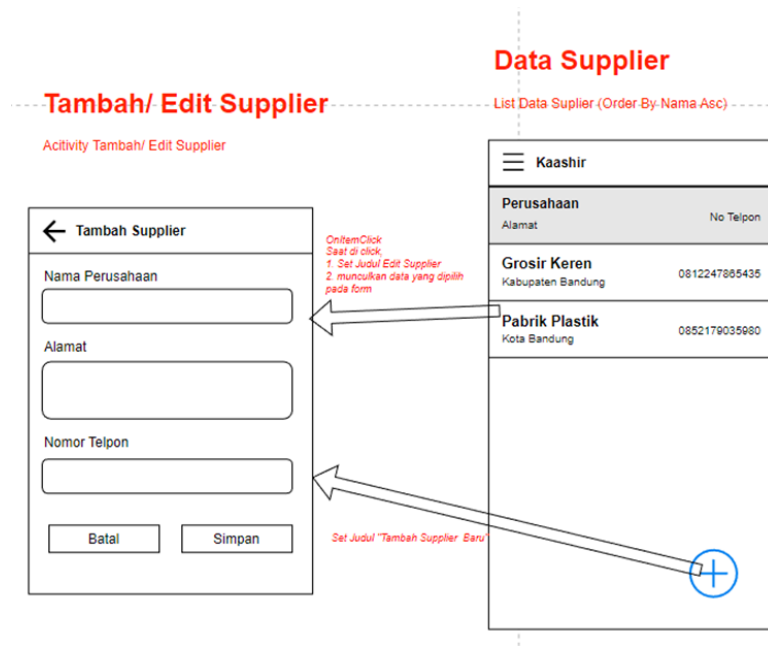 Tambah/ Edit Supplier
Acitivity Tambah/ Edit Supplier
Tambah Supplier
Nama Perusahaan
Alamat
Nomor Telpon
Batal
Simpan
OnItemClick
Saat di click,
1. Set Judul Edit Supplier
2. munculkan data yang dipilih
pada form
Set Judul "Tambah Supplier Baru"
Data Supplier
List Data Suplier (Order By Nama Asc)
Kaashir
Perusahaan
Alamat
No Telpon
Grosir Keren
Kabupaten Bandung
0812247865435
Pabrik Plastik
Kota Bandung
0852179035980